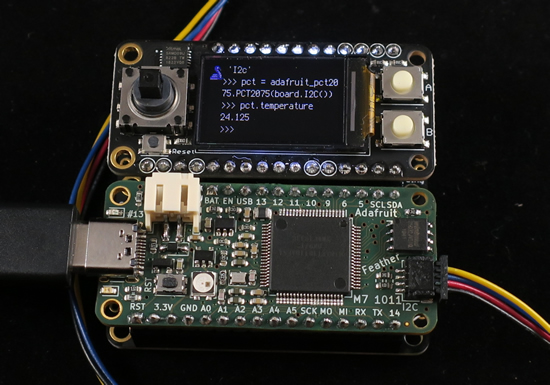 'I2c'
>>> pct = adafruit_pct20
75.PCT2075(board.I2C())
>>> pct.temperature
24.125
>>>
A
B
Reset
BAT EN USB 13 12 11 10 9 6 5 SCL SDA
#13
Adafruit
Feather
M7 1011
I2C
RST
RST 3.3V GND A0 A1 A2 A3 A4 A5 SCK MO MI RX TX 14